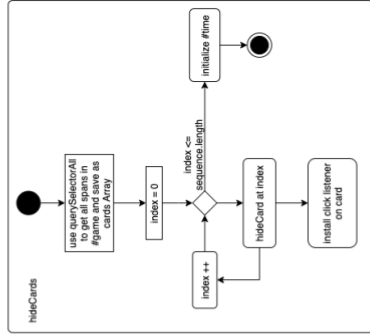 hideCards
use querySelectorAll
to get all spans in
#game and save as
cards Array
index = 0
index <=
sequence.length
initialize #time
hideCard at index
index ++
install click listener
on card